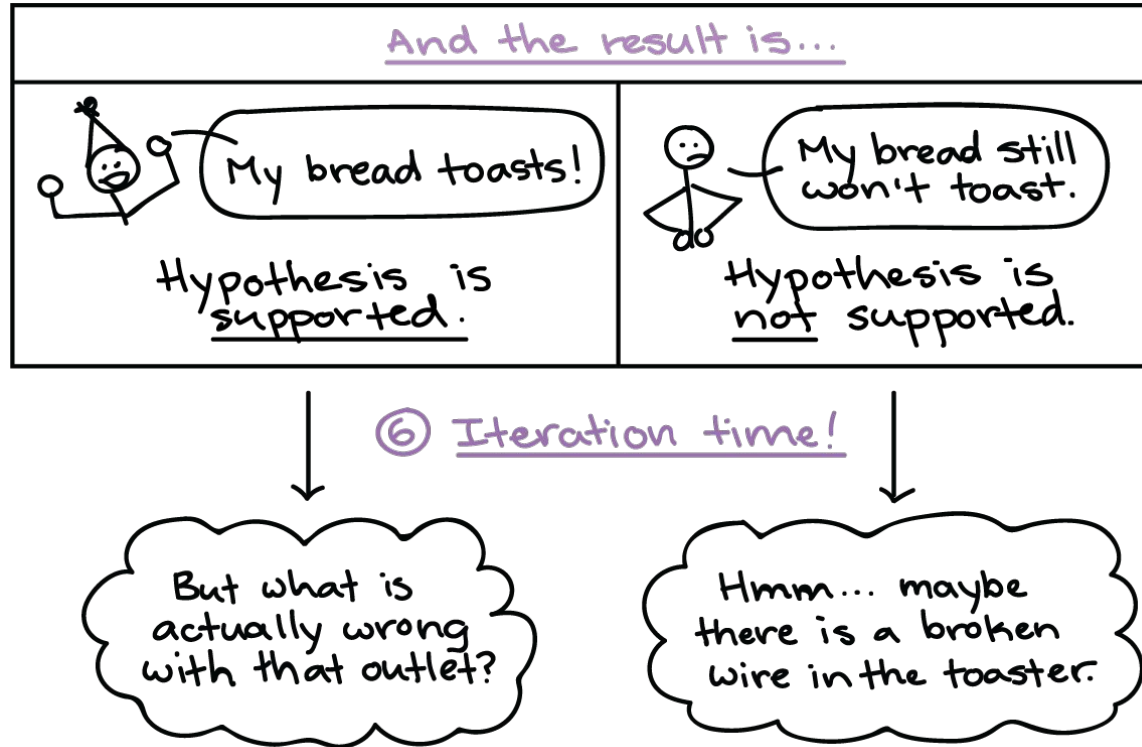 And the result is...
My bread toasts!
Hypothesis is
supported.
My bread still
won't toast.
Hypothesis is
not supported.
⑥ Iteration time!
But what is
actually wrong
with that outlet?
Hmm... maybe
there is a broken
wire in the toaster.